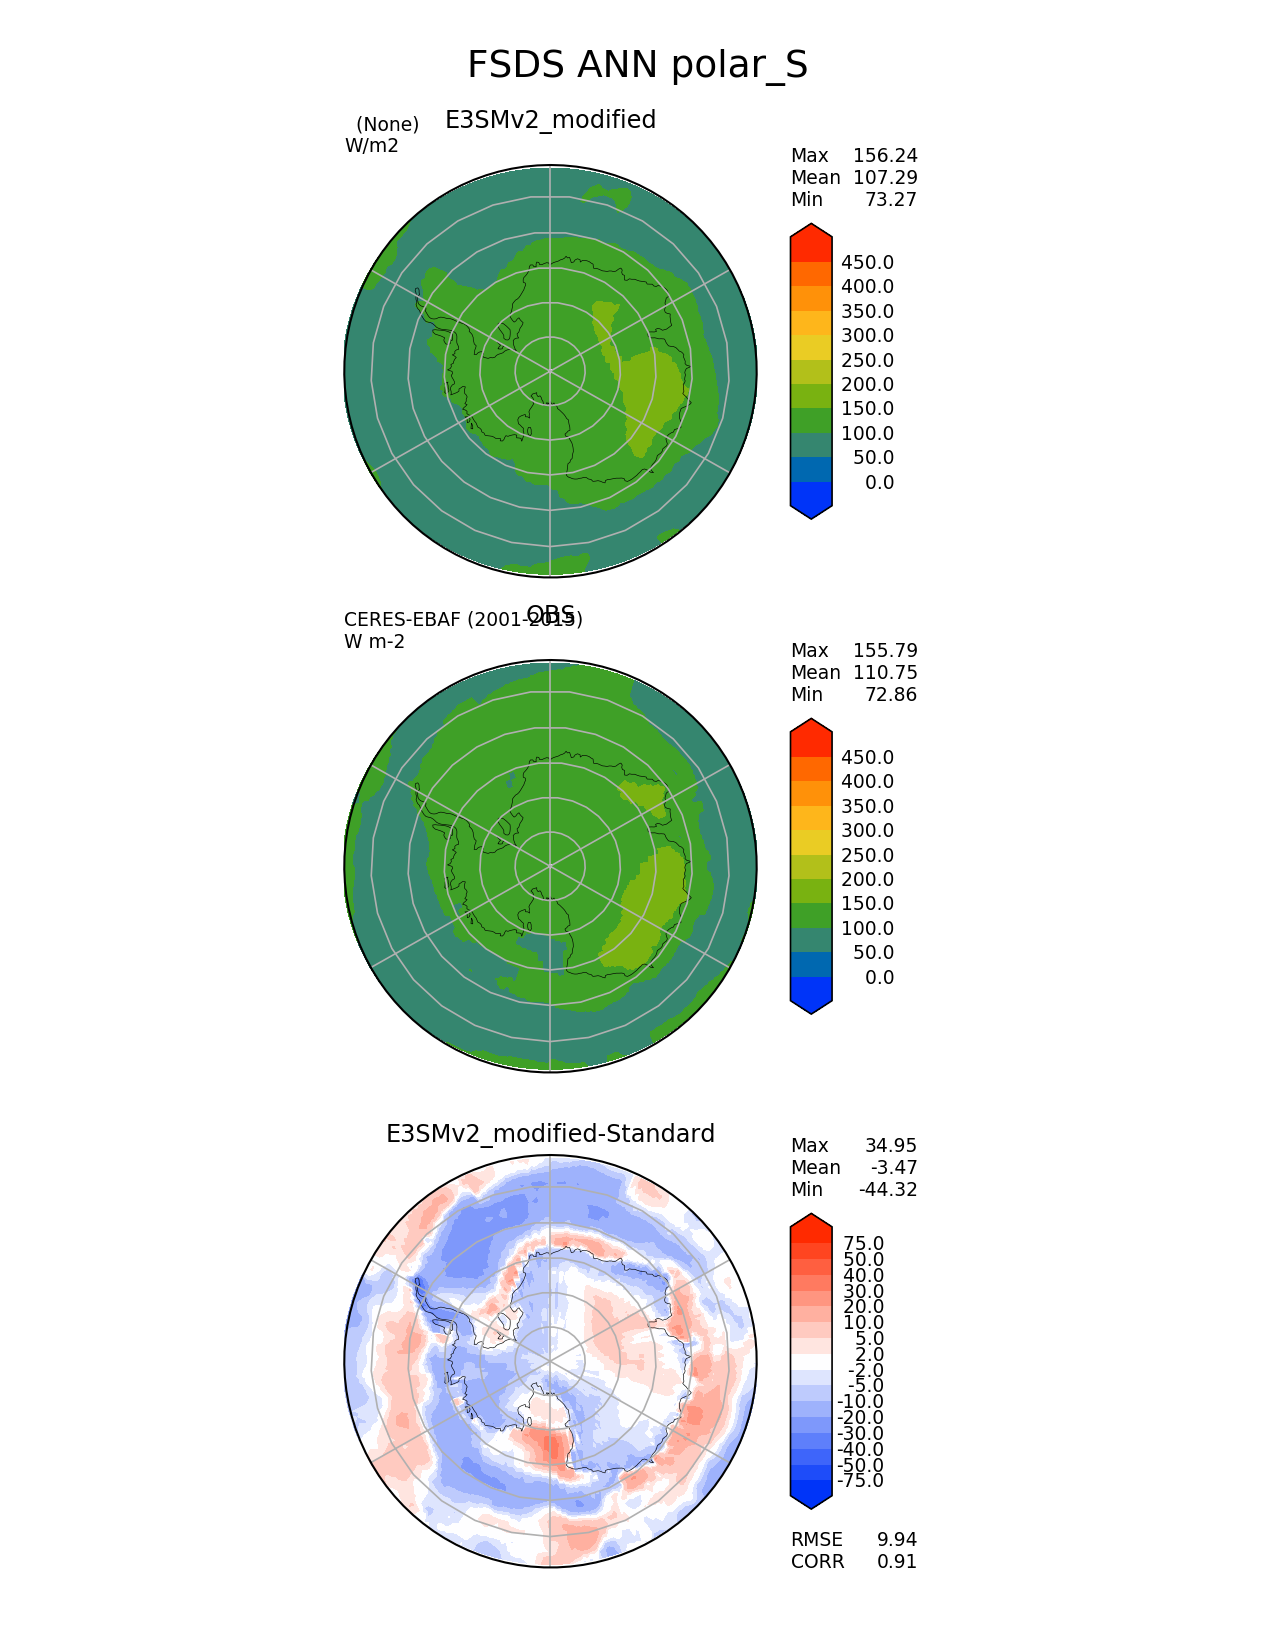 FSDS ANN polar_S
E3SMv2_modified
(None)
W/m2
Max 156.24
Mean 107.29
Min 73.27
450.0
400.0
350.0
300.0
250.0
200.0
150.0
100.0
50.0
0.0
OBS
CERES-EBAF (2001-2015)
W m-2
Max 155.79
Mean 110.75
Min 72.86
450.0
400.0
350.0
300.0
250.0
200.0
150.0
100.0
50.0
0.0
E3SMv2_modified-Standard
Max 34.95
Mean -3.47
Min -44.32
75.0
50.0
40.0
30.0
20.0
10.0
5.0
2.0
-2.0
-5.0
-10.0
-20.0
-30.0
-40.0
-50.0
-75.0
RMSE 9.94
CORR 0.91